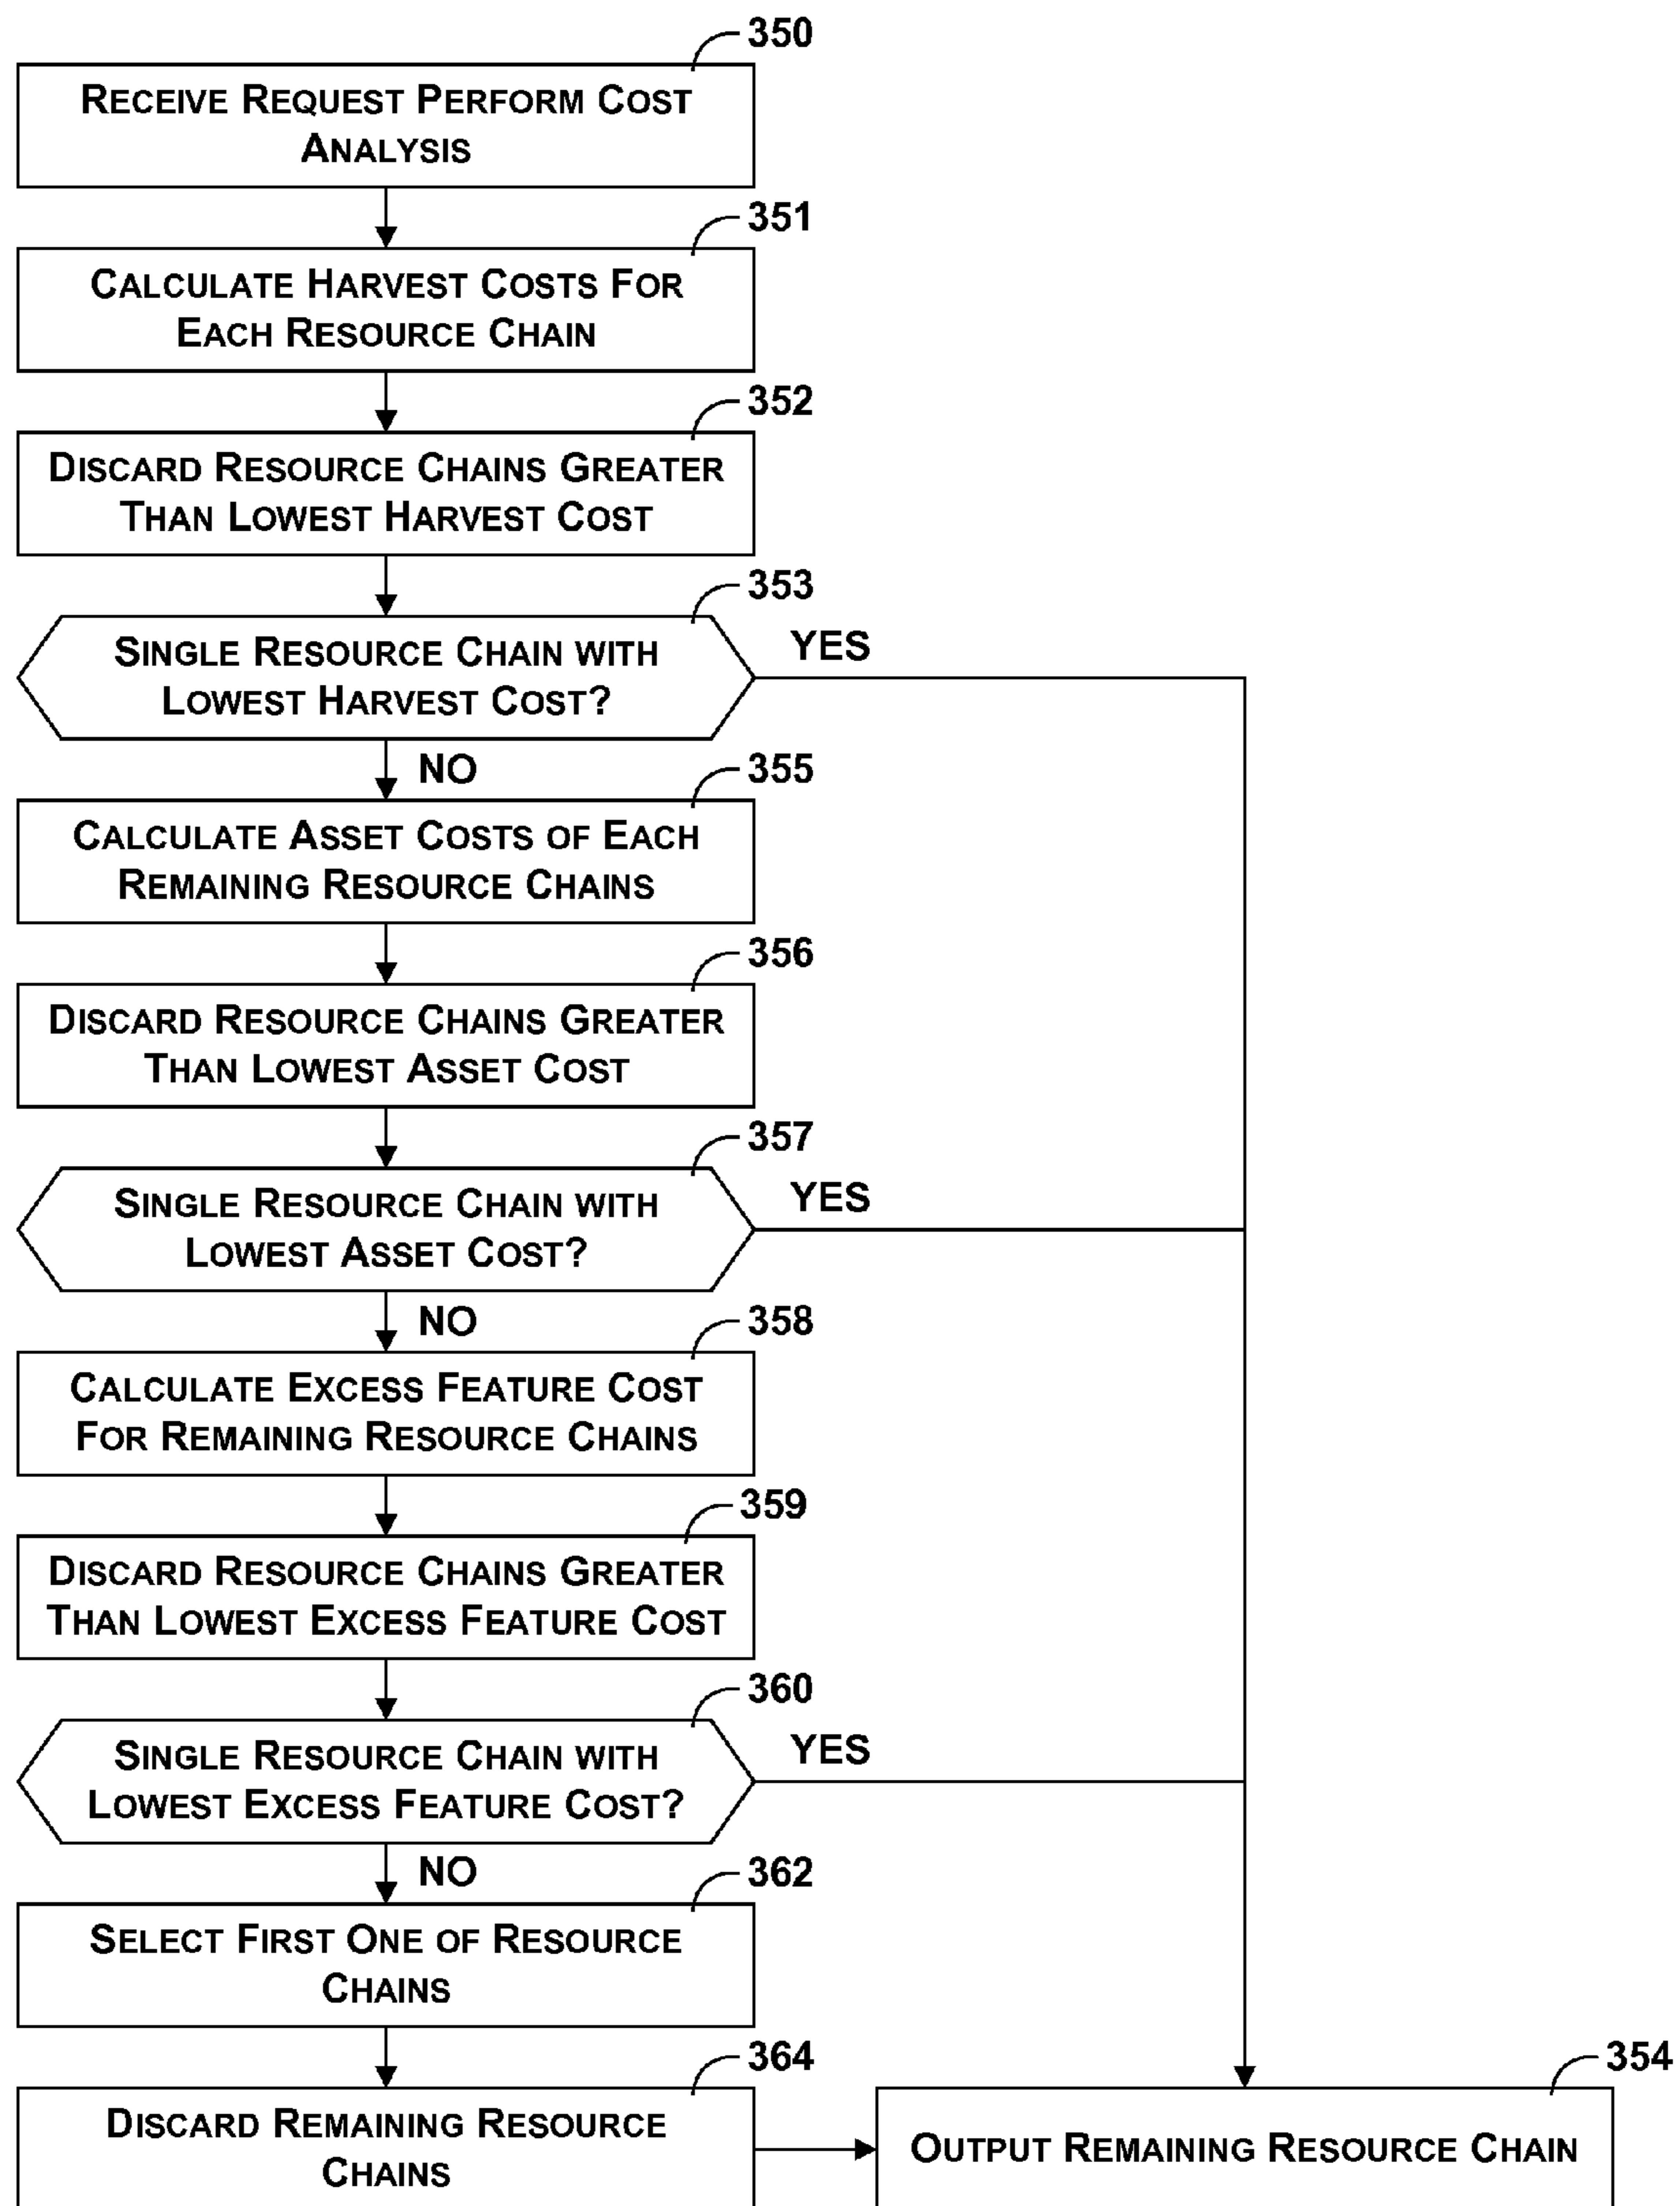 350
RECEIVE REQUEST PERFORM COST
ANALYSIS
351
CALCULATE HARVEST COSTS FOR
EACH RESOURCE CHAIN
352
DISCARD RESOURCE CHAINS GREATER
THAN LOWEST HARVEST COST
353
SINGLE RESOURCE CHAIN WITH
LOWEST HARVEST COST?
YES
NO
355
CALCULATE ASSET COSTS OF EACH
REMAINING RESOURCE CHAINS
356
DISCARD RESOURCE CHAINS GREATER
THAN LOWEST ASSET COST
357
SINGLE RESOURCE CHAIN WITH
LOWEST ASSET COST?
YES
NO
358
CALCULATE EXCESS FEATURE COST
FOR REMAINING RESOURCE CHAINS
359
DISCARD RESOURCE CHAINS GREATER
THAN LOWEST EXCESS FEATURE COST
360
SINGLE RESOURCE CHAIN WITH
LOWEST EXCESS FEATURE COST?
YES
NO
362
SELECT FIRST ONE OF RESOURCE
CHAINS
364
DISCARD REMAINING RESOURCE
CHAINS
354
OUTPUT REMAINING RESOURCE CHAIN